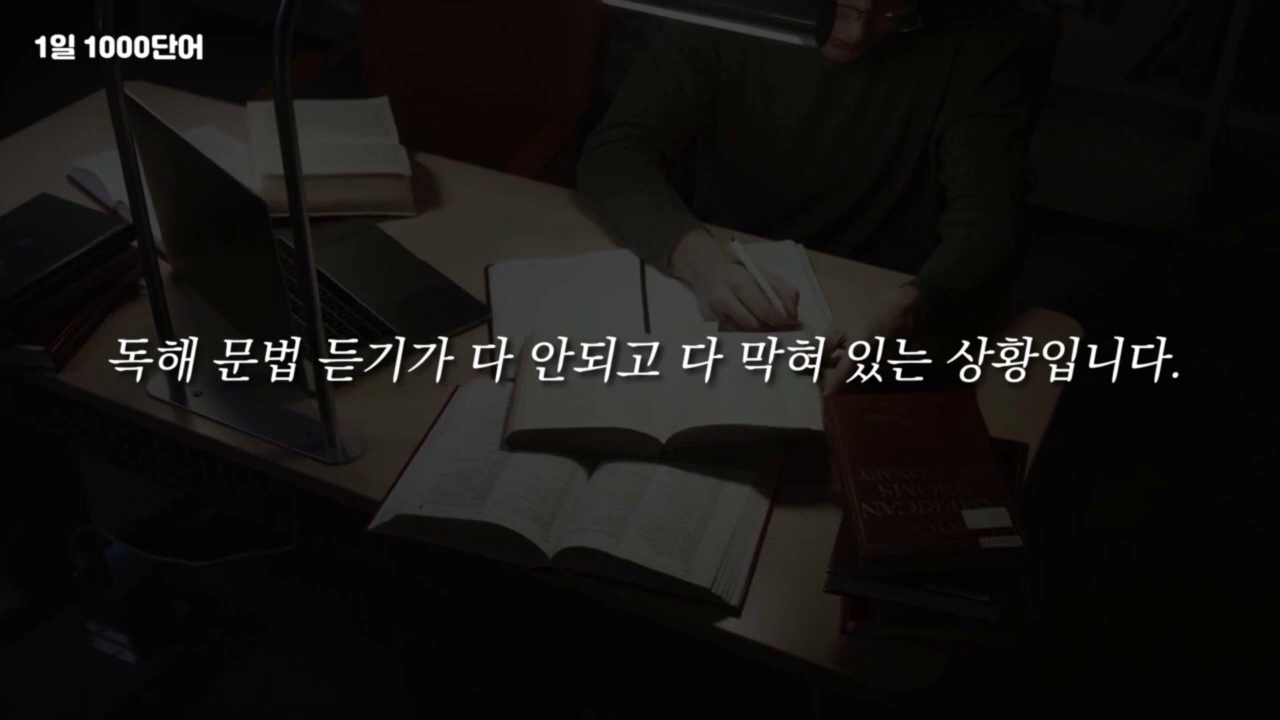 1일 1000단어
독해 문법 듣기가 다 안되고 다 막혀 있는 상황입니다.